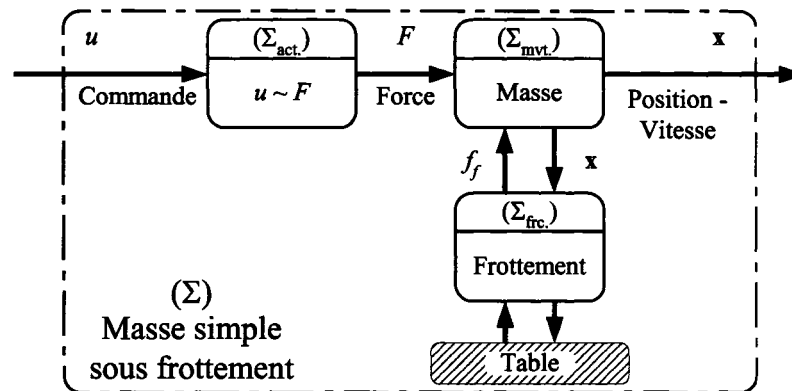 u
(Σact.)
F
(Σmvt.)
x
Commande
u ~ F
Force
Masse
Position -
Vitesse
ff
x
(Σfrc.)
Frottement
(Σ)
Masse simple
sous frottement
Table